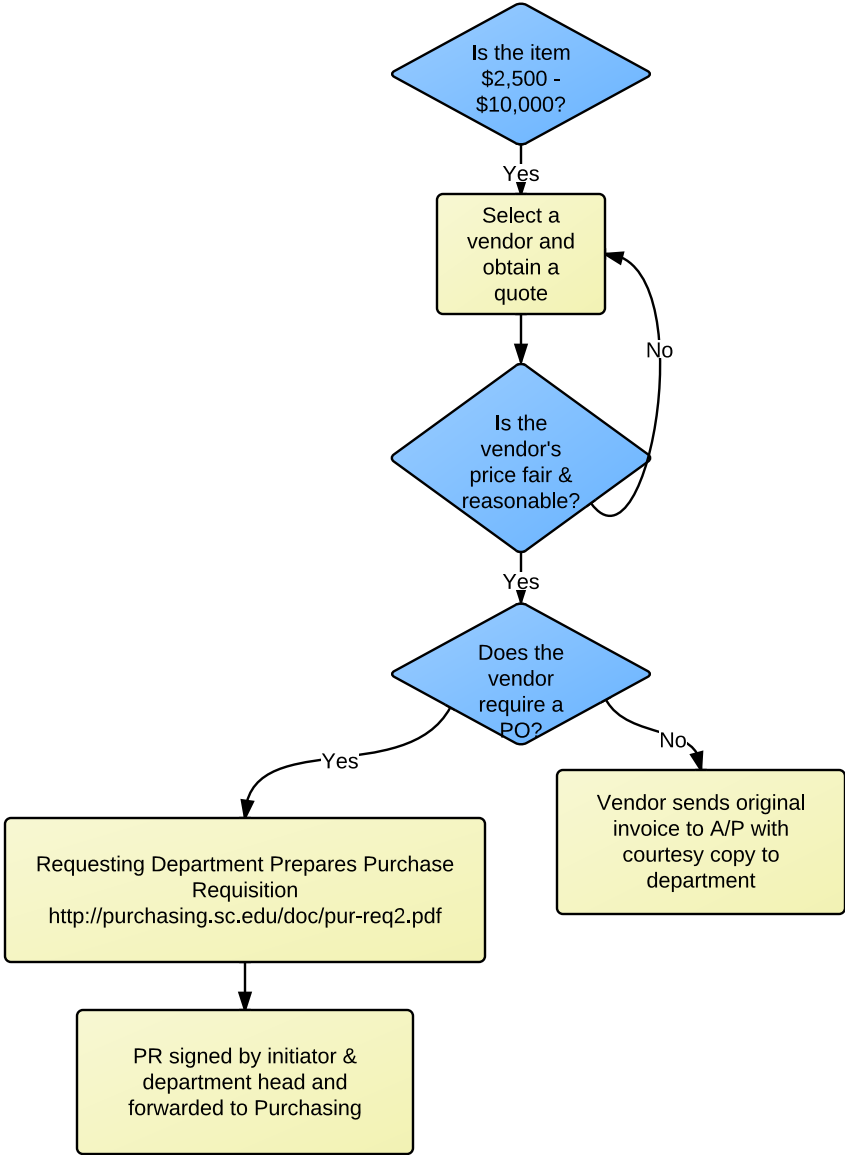 Is the item
$2,500 -
$10,000?
Yes
Select a
vendor and
obtain a
quote
No
Is the
vendor's
price fair &
reasonable?
Yes
Does the
vendor
require a
PO?
Yes
No
Vendor sends original
invoice to A/P with
courtesy copy to
department
Requesting Department Prepares Purchase
Requisition
http://purchasing.sc.edu/doc/pur-req2.pdf
PR signed by initiator &
department head and
forwarded to Purchasing